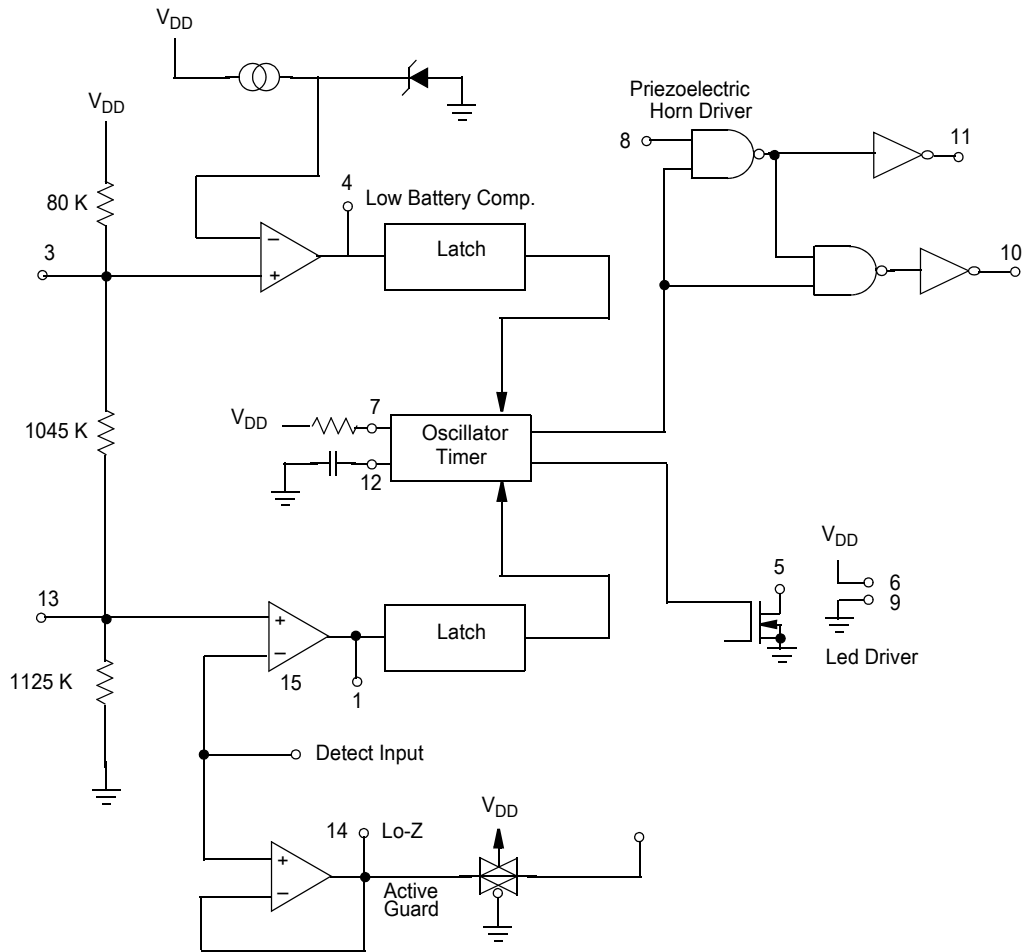 VDD
VDD
80 K
3
4
Low Battery Comp.
Latch
−
+
Priezoelectric
Horn Driver
8
11
10
1045 K
VDD
7
12
Oscillator
Timer
VDD
5
6
9
Led Driver
13
+
−
15
Latch
1
1125 K
Detect Input
14
Lo-Z
VDD
+
−
Active
Guard